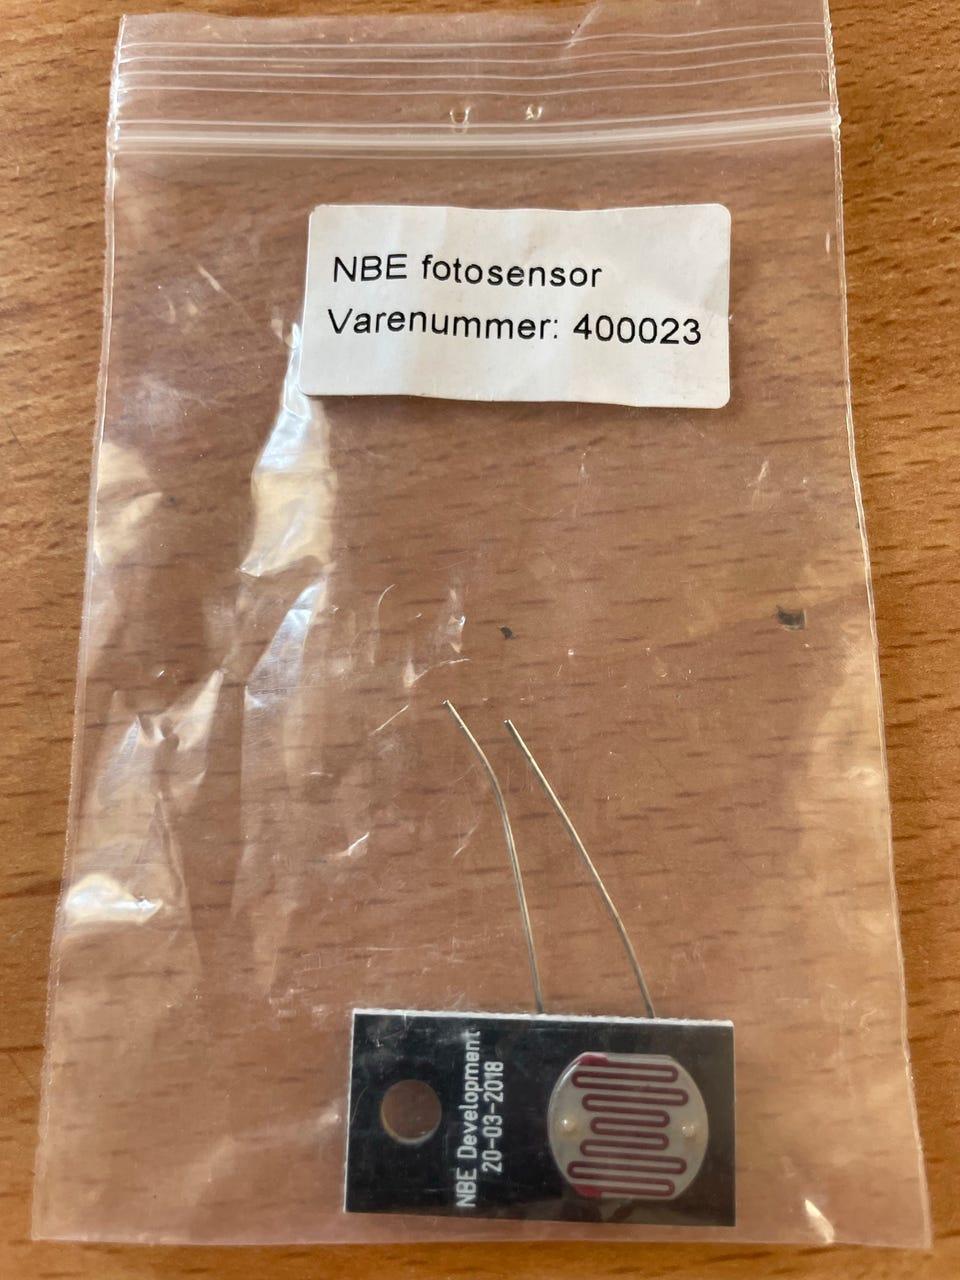 NBE fotosensor
Varenummer: 400023
NBE Development
20-03-2018